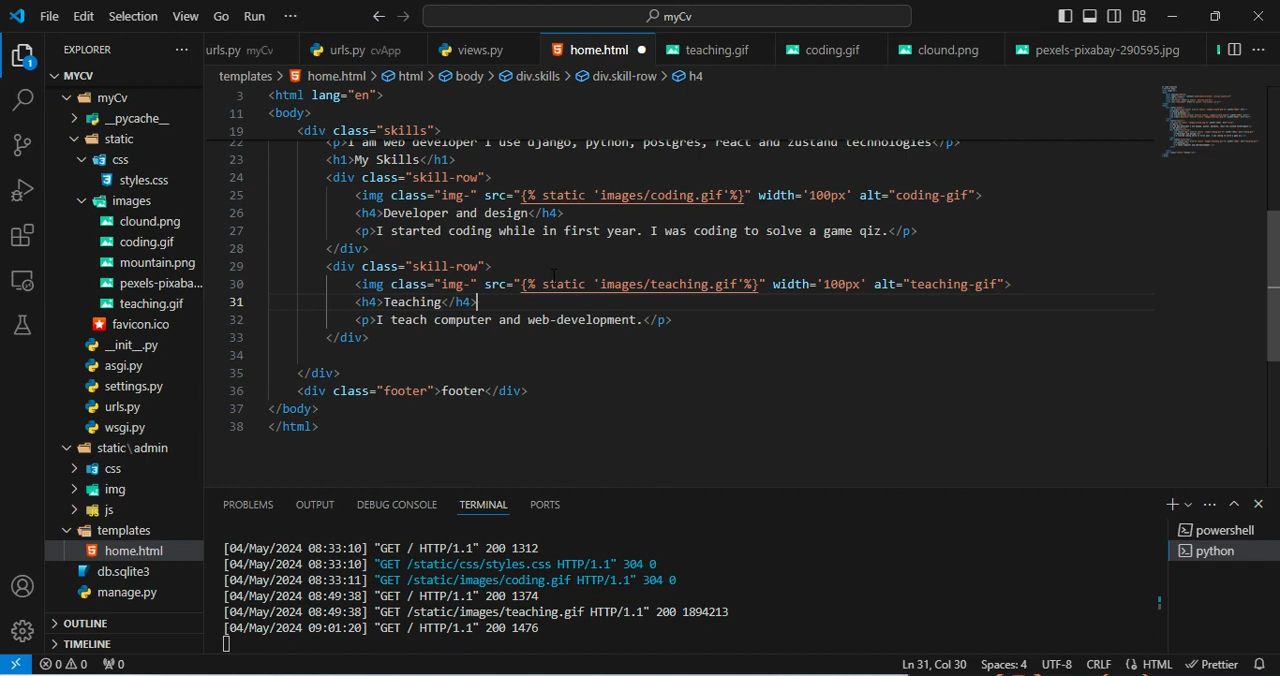 File Edit Selection View Go Run ··· myCv
EXPLORER ··· urls.py myCv urls.py cvApp views.py home.html teaching.gif coding.gif clound.png pexels-pixabay-290595.jpg ···
templates > home.html > html > body > div.skills > div.skill-row > h4
MYCV
myCv
__pycache__
static
css
styles.css
images
clound.png
coding.gif
mountain.png
pexels-pixaba...
teaching.gif
favicon.ico
__init__.py
asgi.py
settings.py
urls.py
wsgi.py
static\admin
css
img
js
templates
home.html
db.sqlite3
manage.py
OUTLINE
TIMELINE
3 <html lang="en">
11 <body>
19 <div class="skills">
22 <p>I am web developer I use django, python, postgres, react and zustand technologies</p>
23 <h1>My Skills</h1>
24 <div class="skill-row">
25 <img class="img-" src="{% static 'images/coding.gif'%}" width='100px' alt="coding-gif">
26 <h4>Developer and design</h4>
27 <p>I started coding while in first year. I was coding to solve a game qiz.</p>
28 </div>
29 <div class="skill-row">
30 <img class="img-" src="{% static 'images/teaching.gif'%}" width='100px' alt="teaching-gif">
31 <h4>Teaching</h4>
32 <p>I teach computer and web-development.</p>
33 </div>
34
35 </div>
36 <div class="footer">footer</div>
37 </body>
38 </html>
PROBLEMS OUTPUT DEBUG CONSOLE TERMINAL PORTS
[04/May/2024 08:33:10] "GET / HTTP/1.1" 200 1312
[04/May/2024 08:33:10] "GET /static/css/styles.css HTTP/1.1" 304 0
[04/May/2024 08:33:11] "GET /static/images/coding.gif HTTP/1.1" 304 0
[04/May/2024 08:49:38] "GET / HTTP/1.1" 200 1374
[04/May/2024 08:49:38] "GET /static/images/teaching.gif HTTP/1.1" 200 1894213
[04/May/2024 09:01:20] "GET / HTTP/1.1" 200 1476
powershell
python
0 0 0 Ln 31, Col 30 Spaces: 4 UTF-8 CRLF HTML Prettier